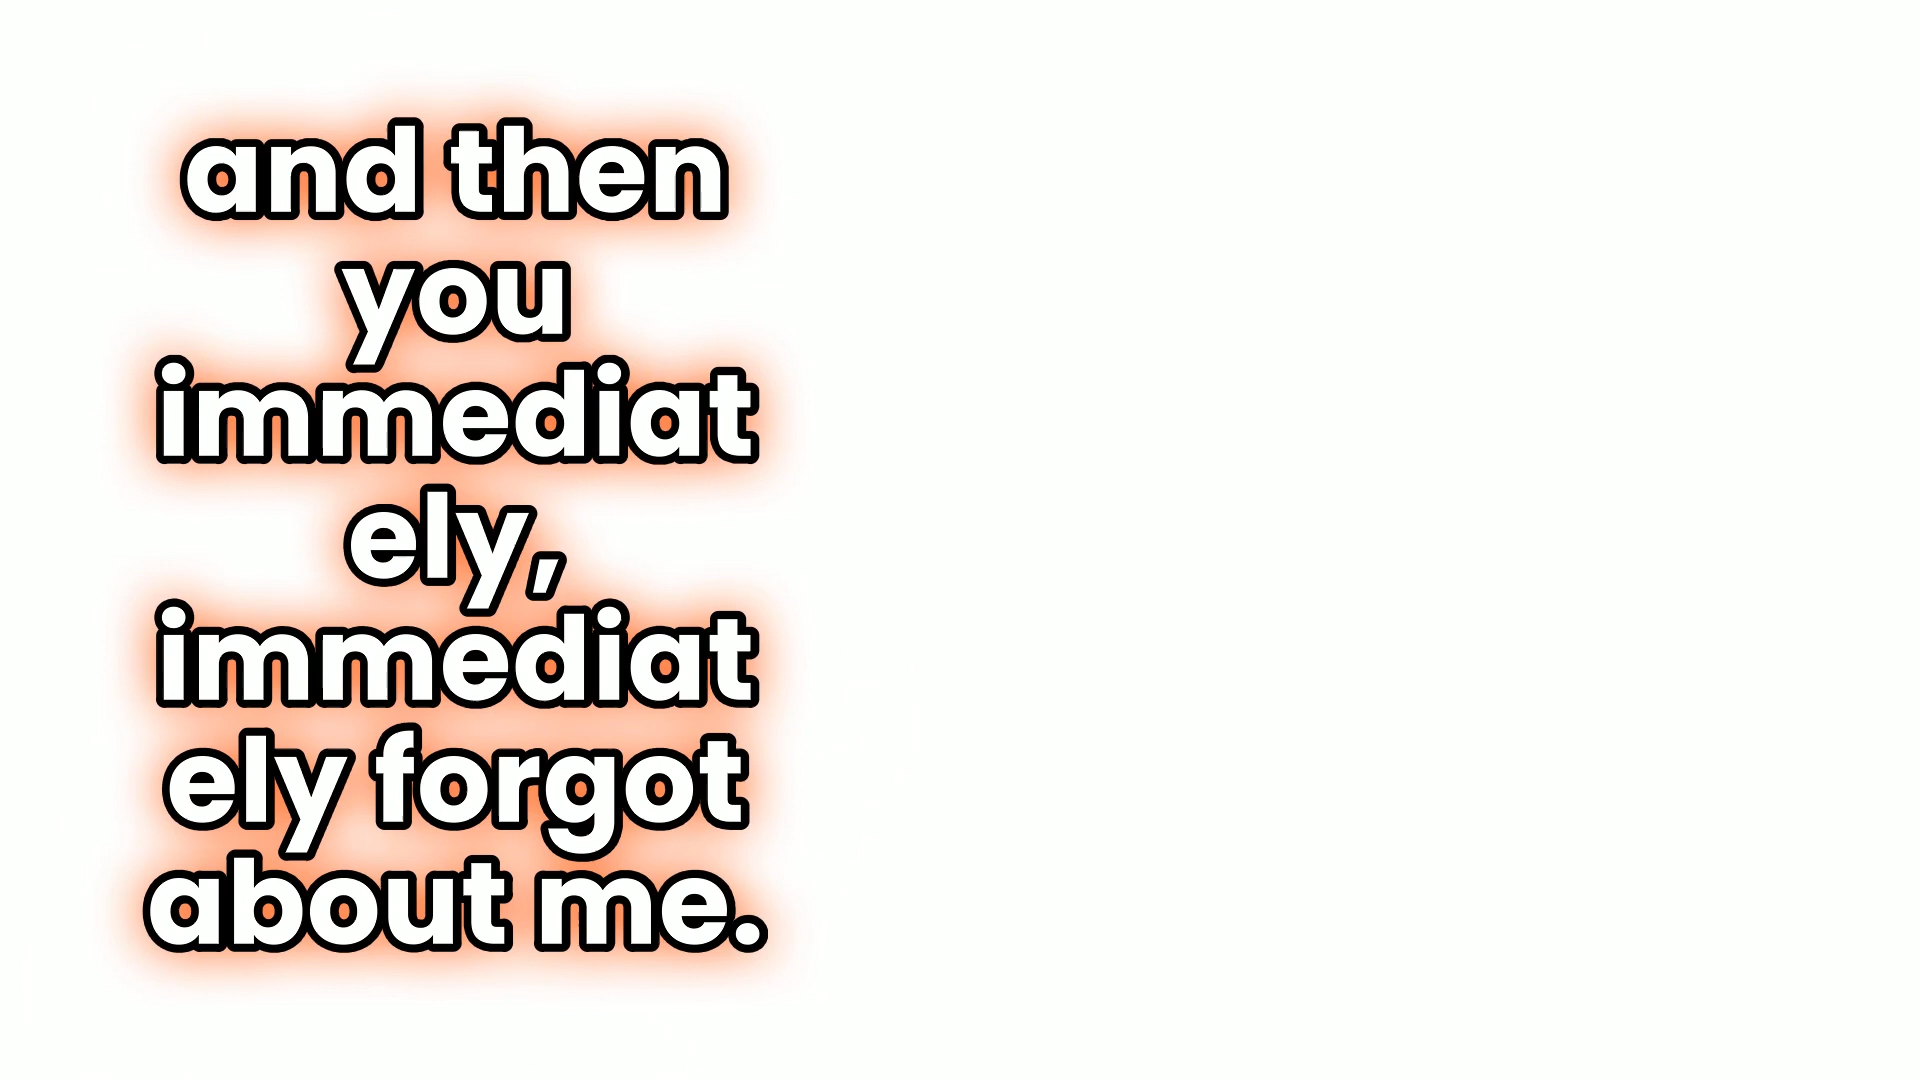 and then
you
immediat
ely,
immediat
ely forgot
about me.